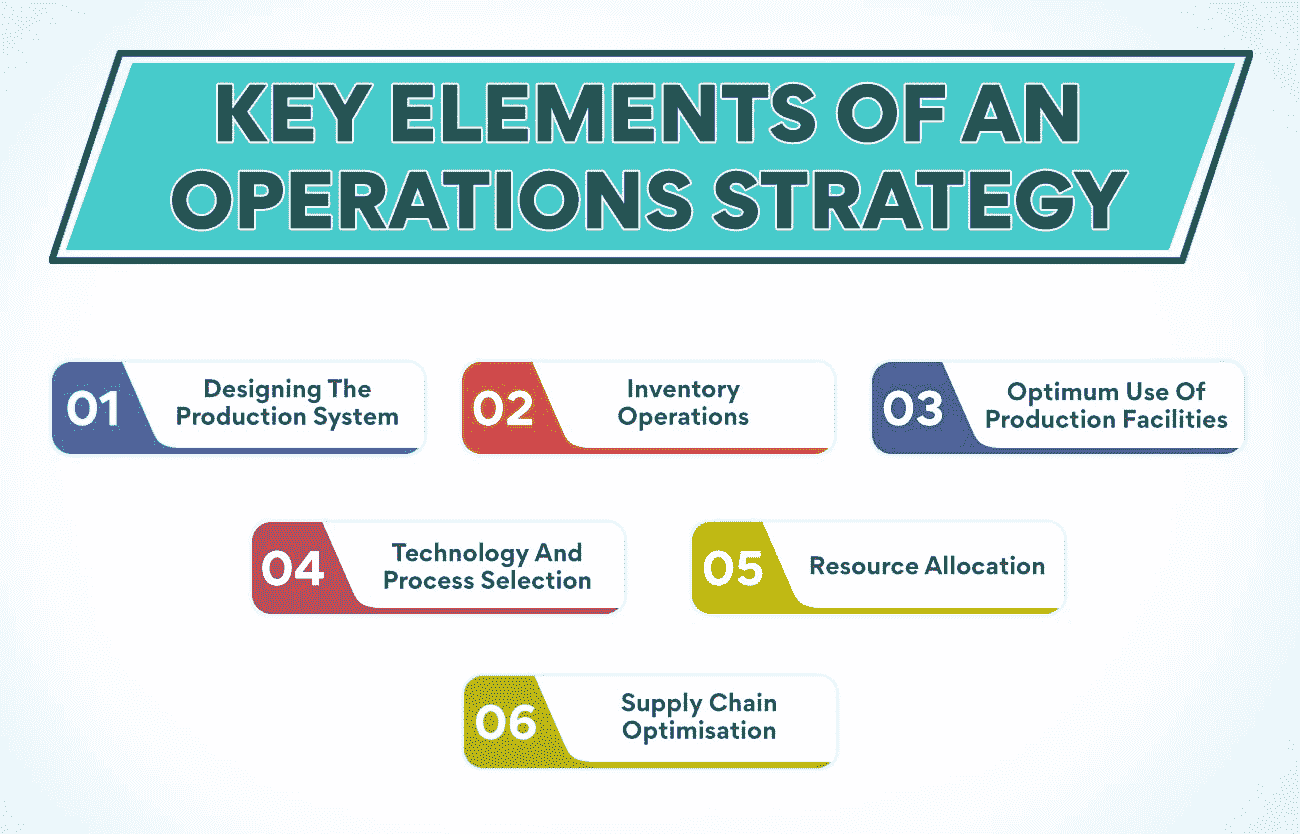 KEY ELEMENTS OF AN
OPERATIONS STRATEGY
01
Designing The
Production System
02
Inventory
Operations
03
Optimum Use Of
Production Facilities
04
Technology And
Process Selection
05
Resource Allocation
06
Supply Chain
Optimisation